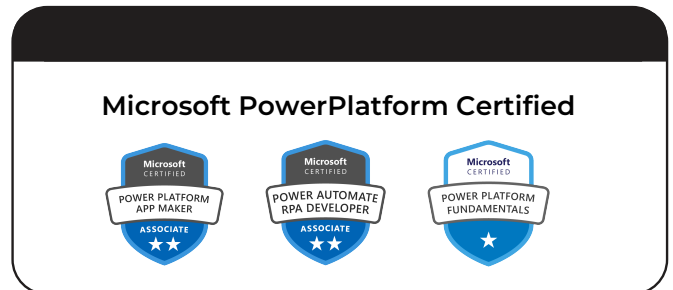 Microsoft PowerPlatform Certified
Microsoft
CERTIFIED
POWER PLATFORM
APP MAKER
ASSOCIATE
Microsoft
CERTIFIED
POWER AUTOMATE
RPA DEVELOPER
ASSOCIATE
Microsoft
CERTIFIED
POWER PLATFORM
FUNDAMENTALS